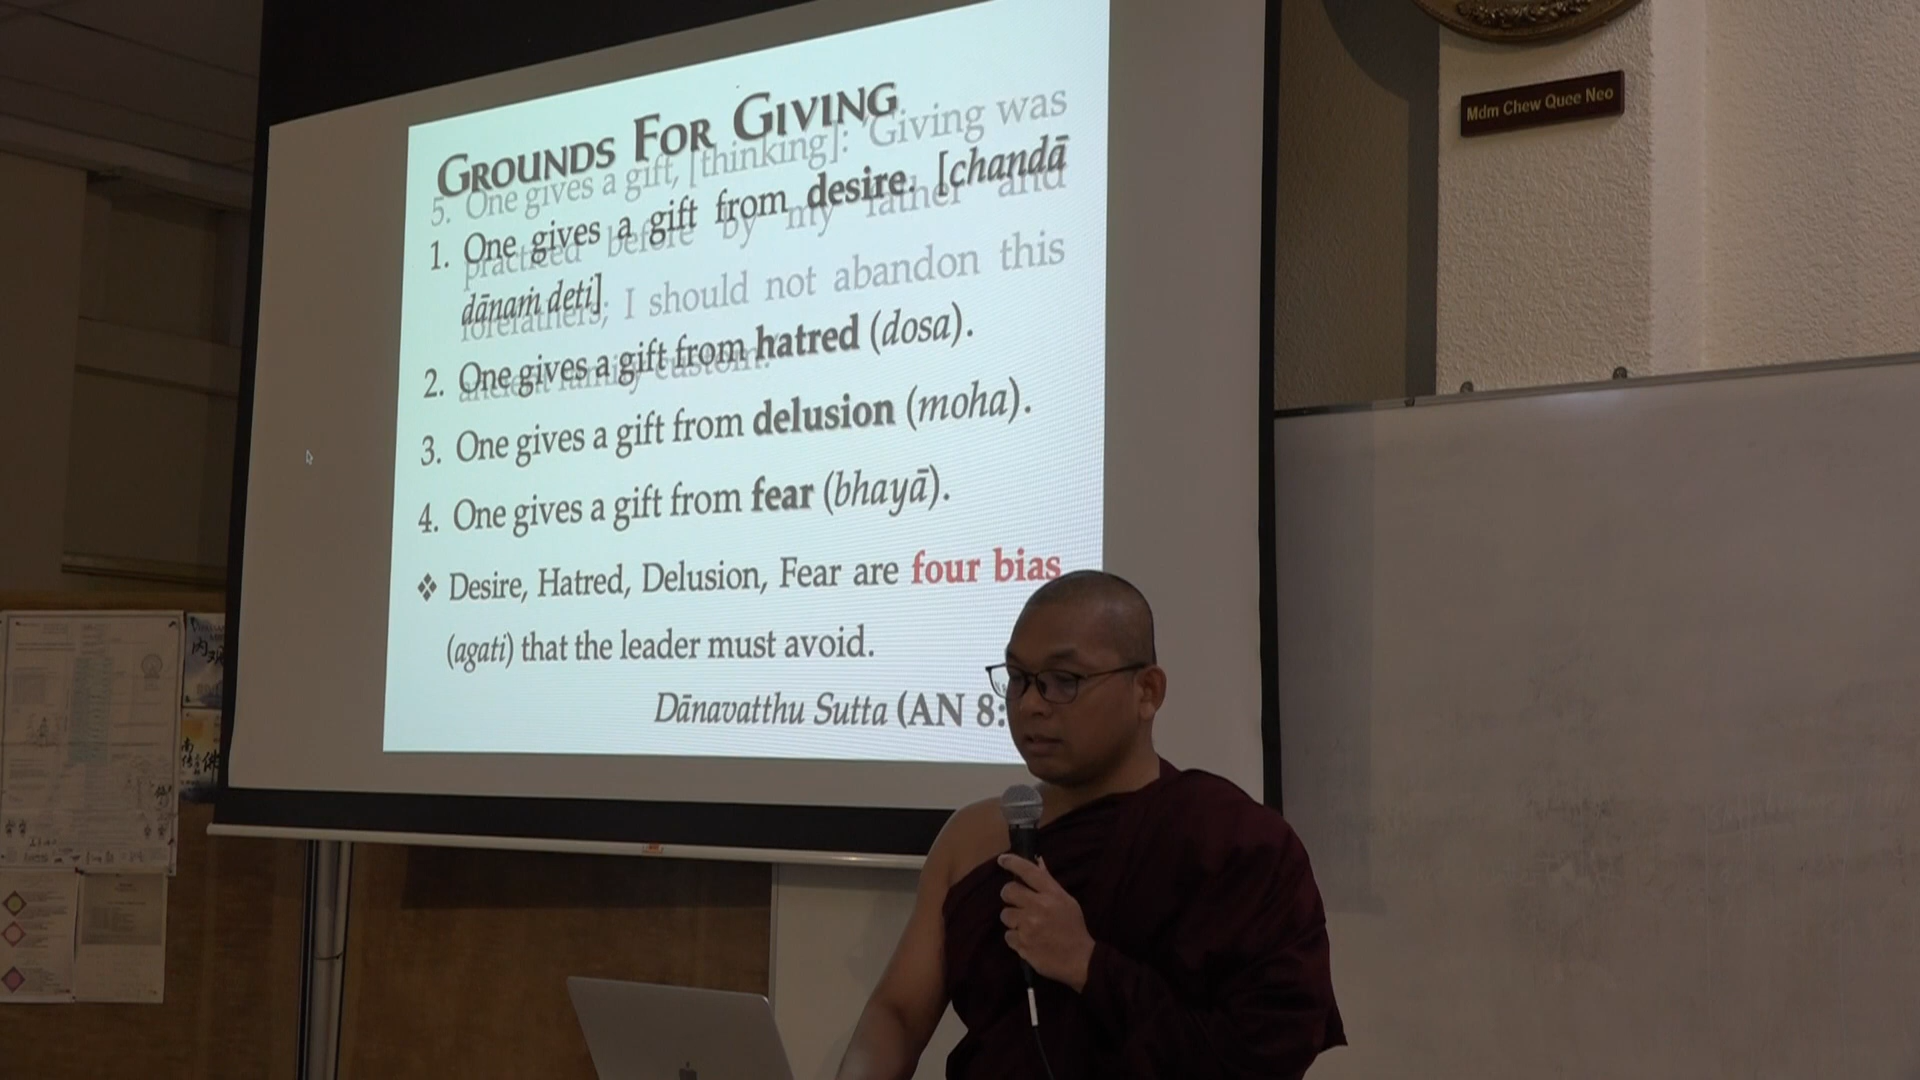 GROUNDS FOR GIVING
5. One gives a gift, [thinking]: 'Giving was
practiced before by my father and
forefathers; I should not abandon this
ancient family custom.'
1. One gives a gift from desire. [chandā
dānaṁ deti]
2. One gives a gift from hatred (dosa).
3. One gives a gift from delusion (moha).
4. One gives a gift from fear (bhayā).
❖ Desire, Hatred, Delusion, Fear are four bias
(agati) that the leader must avoid.
Dānavatthu Sutta (AN 8:
Mdm Chew Quee Neo